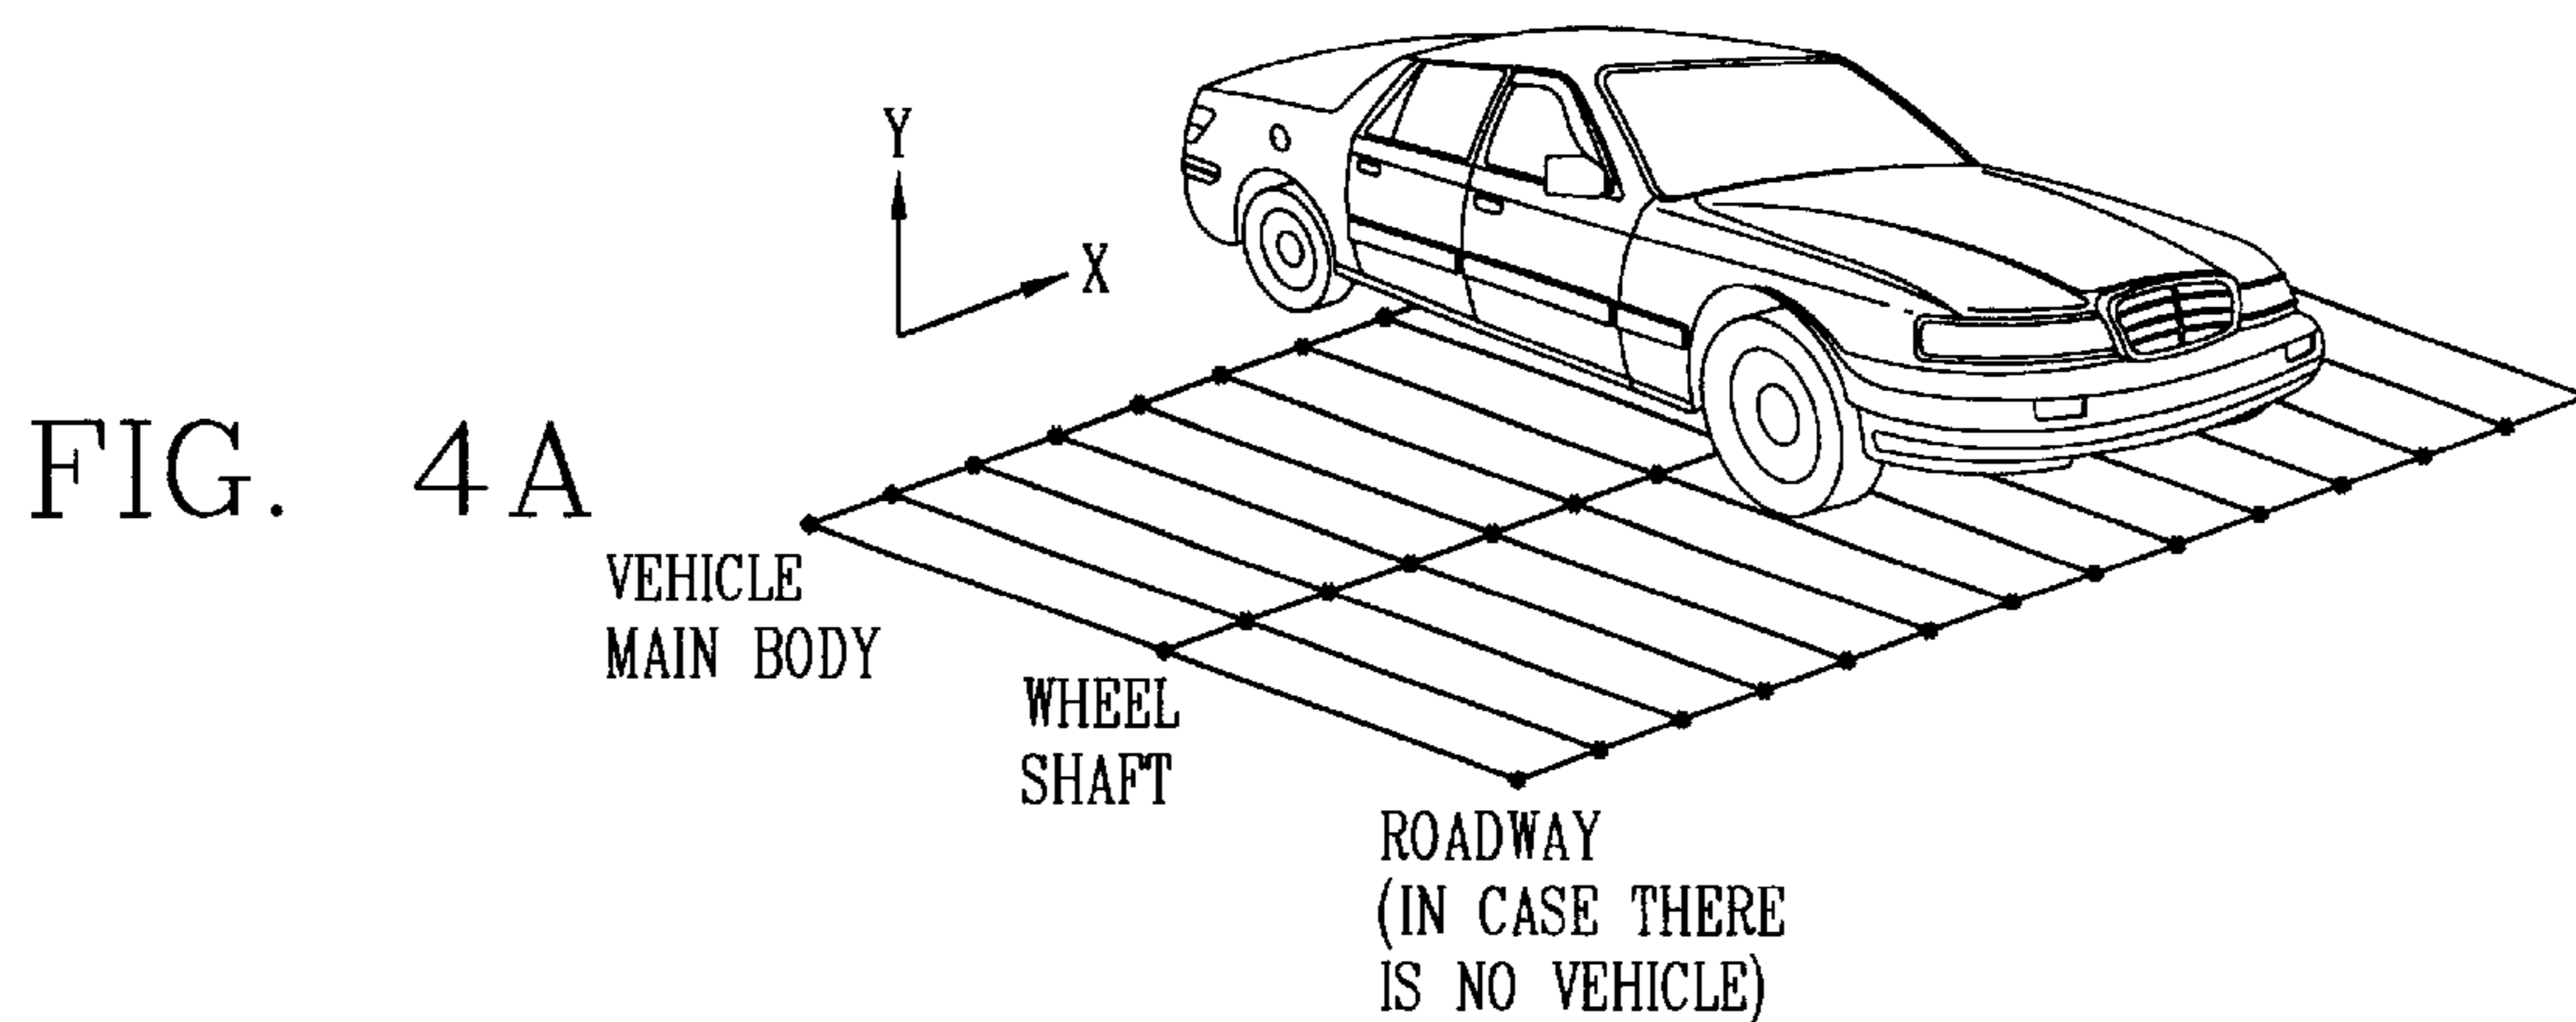 Y
X
FIG. 4A
VEHICLE
MAIN BODY
WHEEL
SHAFT
ROADWAY
(IN CASE THERE
IS NO VEHICLE)